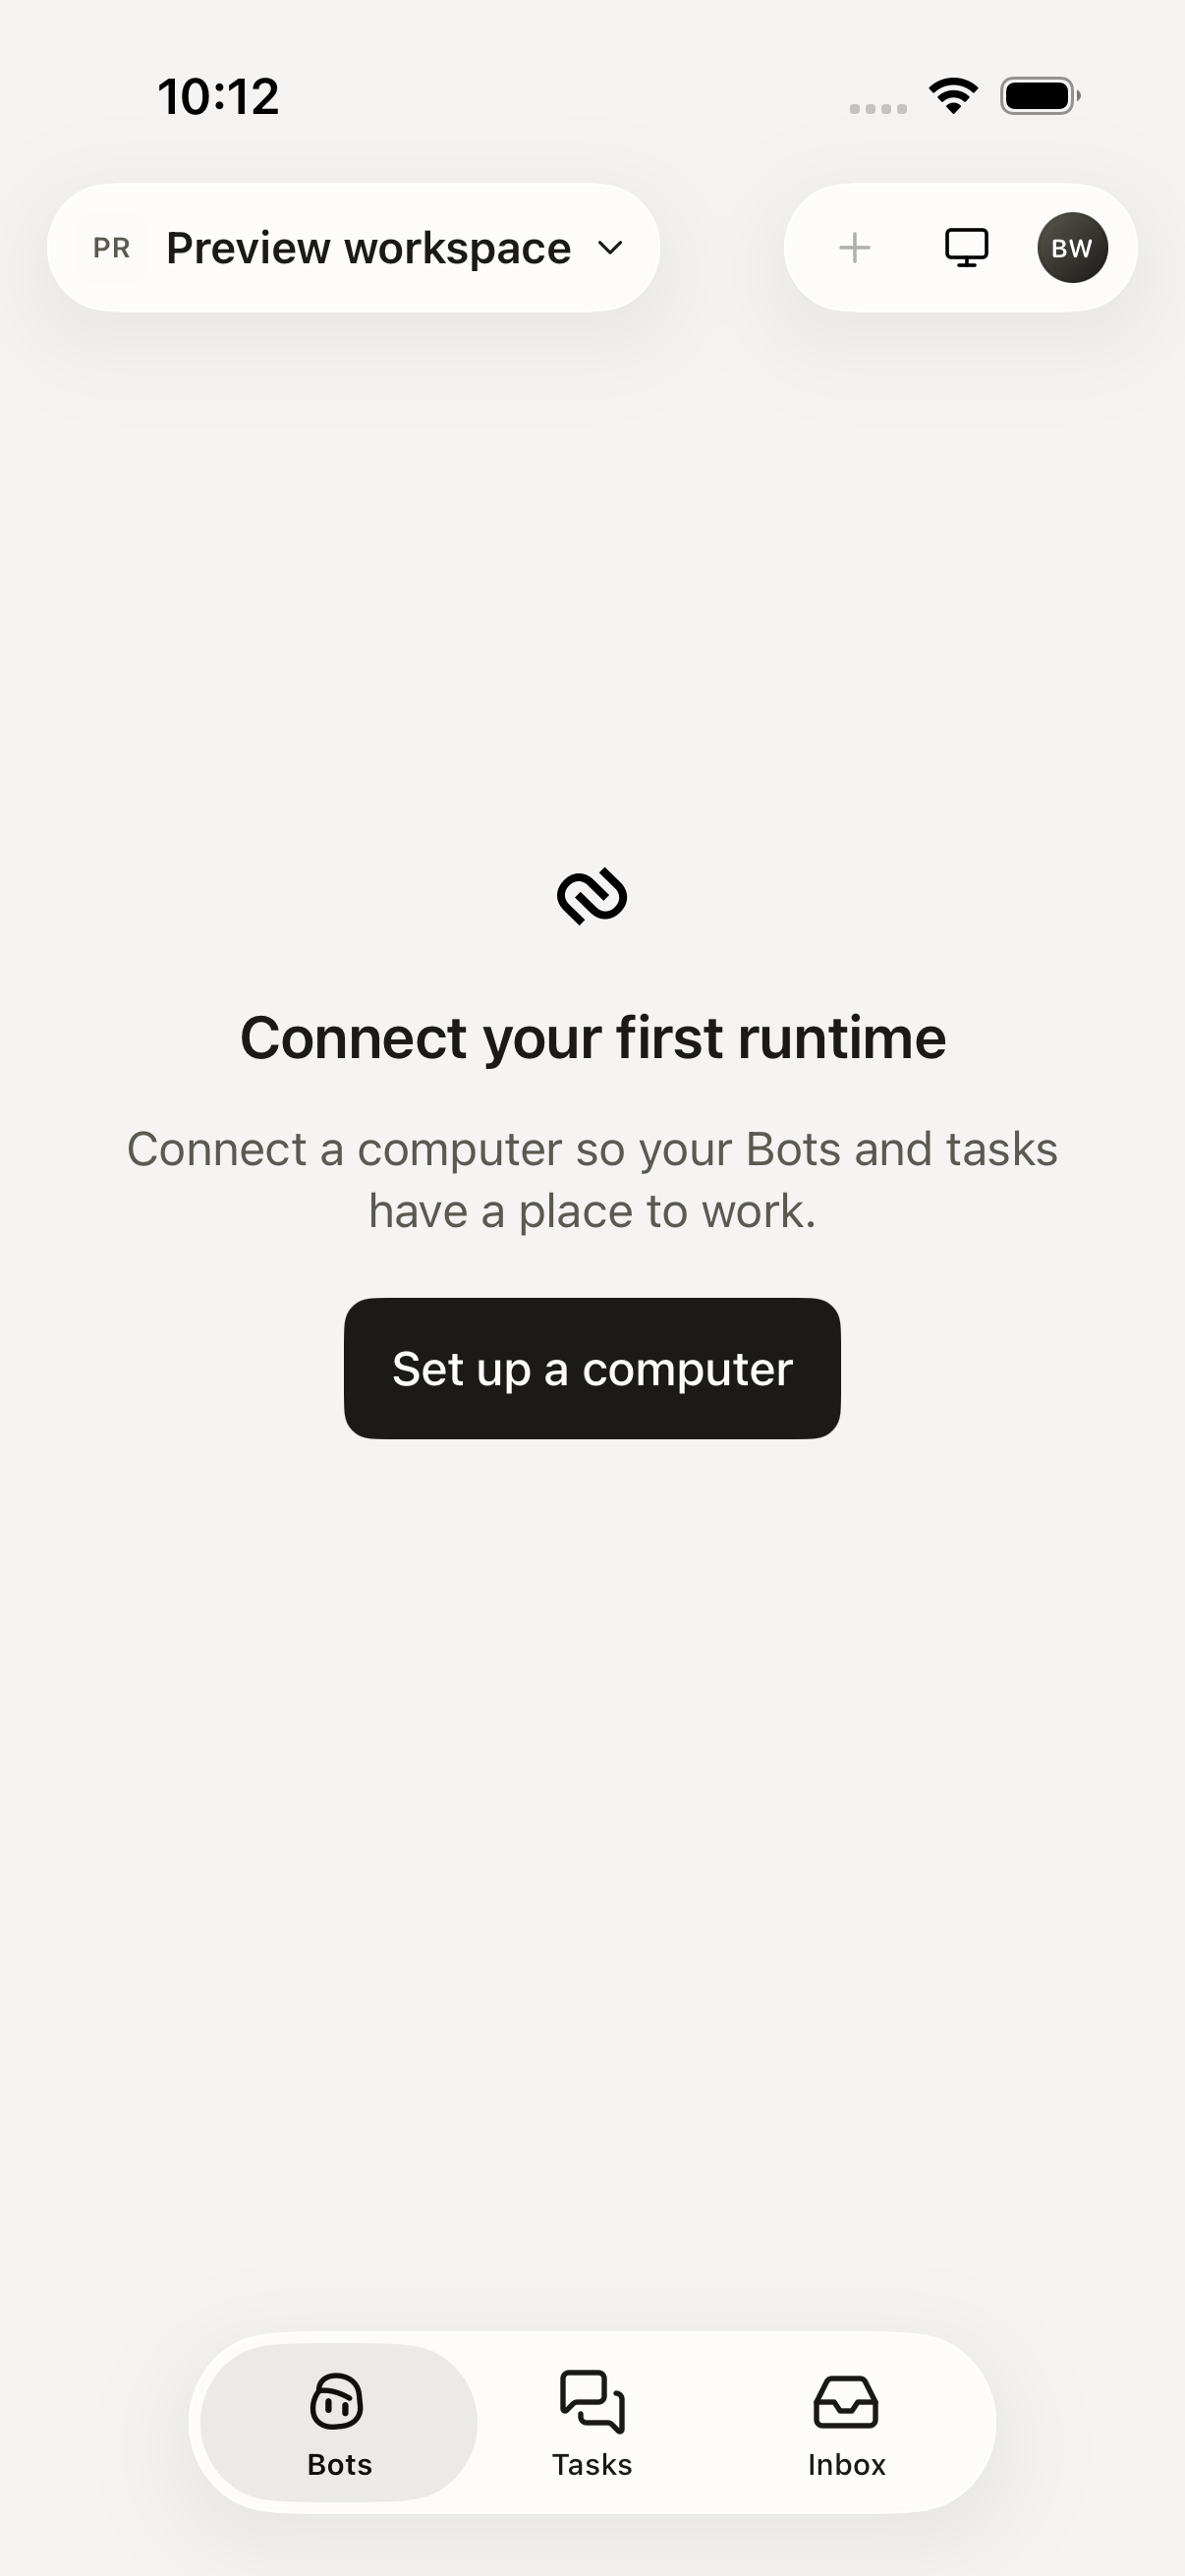 10:12
PR Preview workspace
BW
Connect your first runtime
Connect a computer so your Bots and tasks
have a place to work.
Set up a computer
Bots Tasks Inbox